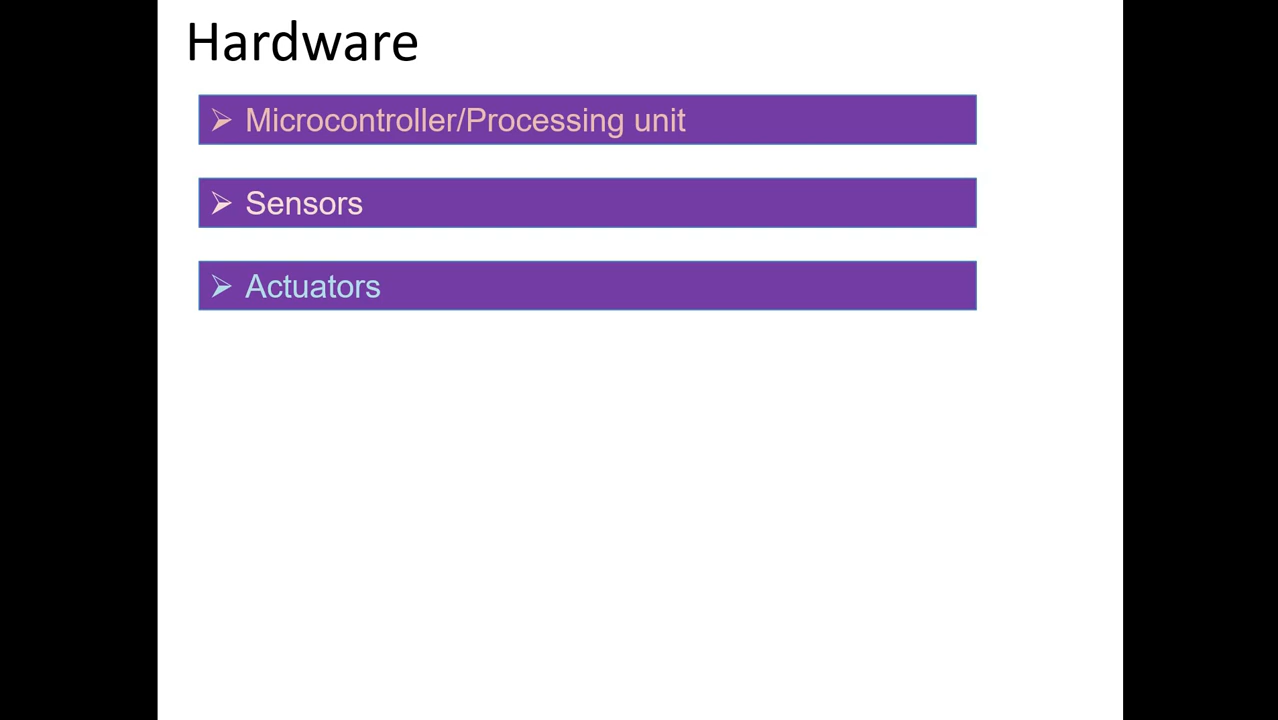 Hardware
➢ Microcontroller/Processing unit
➢ Sensors
➢ Actuators